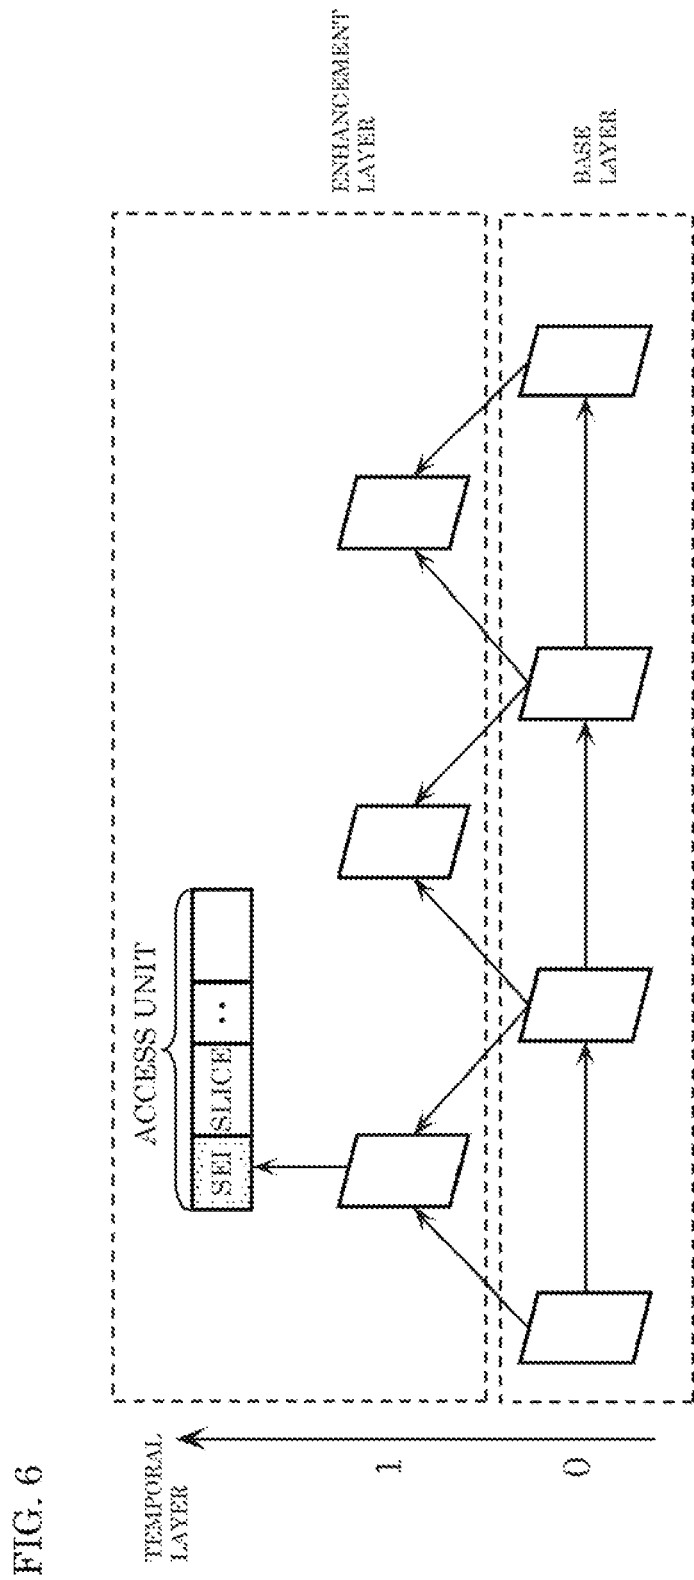 FIG. 6
TEMPORAL
LAYER
1
0
ACCESS UNIT
SEI
SLICE
..
ENHANCEMENT
LAYER
BASE
LAYER